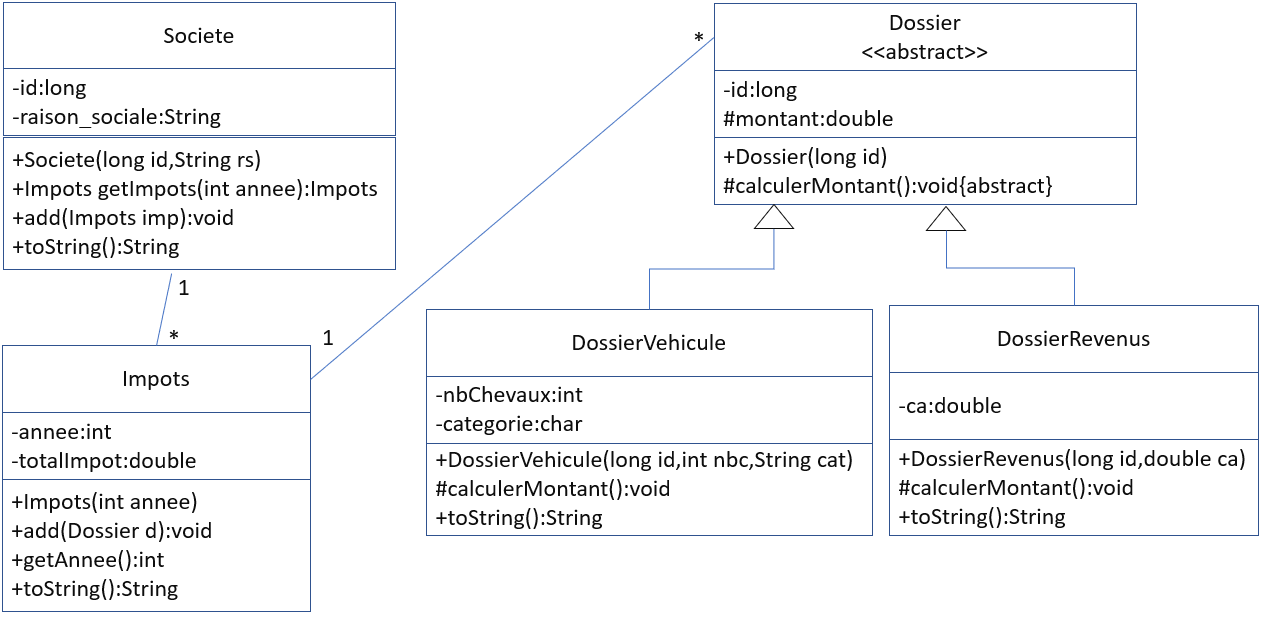 Societe
-id:long
-raison_sociale:String
+Societe(long id,String rs)
+Impots getImpots(int annee):Impots
+add(Impots imp):void
+toString():String
1
*
Impots
-annee:int
-totalImpot:double
+Impots(int annee)
+add(Dossier d):void
+getAnnee():int
+toString():String
1
*
Dossier
<<abstract>>
-id:long
#montant:double
+Dossier(long id)
#calculerMontant():void{abstract}
DossierVehicule
-nbChevaux:int
-categorie:char
+DossierVehicule(long id,int nbc,String cat)
#calculerMontant():void
+toString():String
DossierRevenus
-ca:double
+DossierRevenus(long id,double ca)
#calculerMontant():void
+toString():String